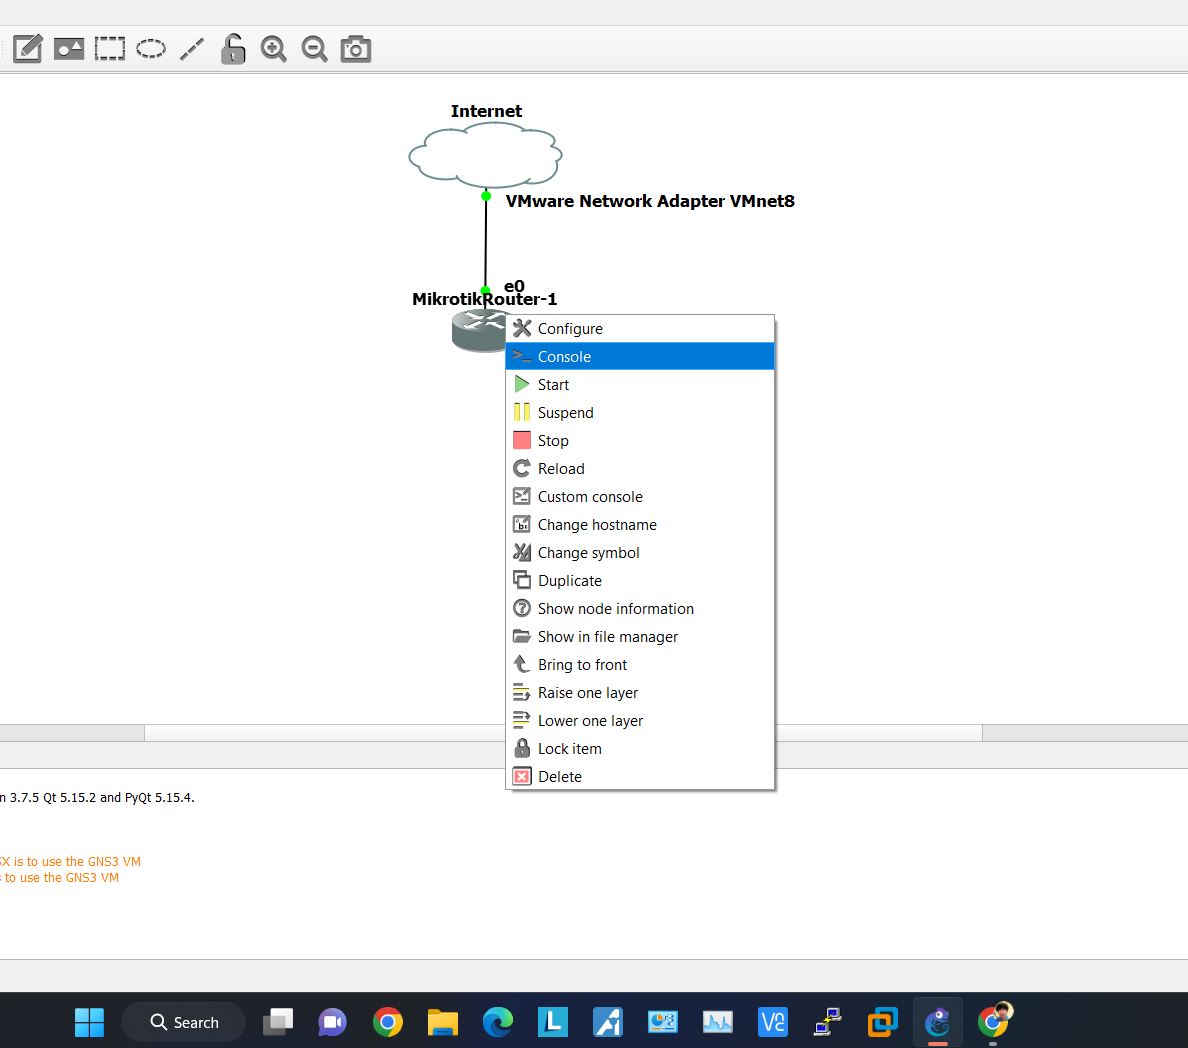 Internet
VMware Network Adapter VMnet8
e0
MikrotikRouter-1
Configure
Console
Start
Suspend
Stop
Reload
Custom console
Change hostname
Change symbol
Duplicate
Show node information
Show in file manager
Bring to front
Raise one layer
Lower one layer
Lock item
Delete
n 3.7.5 Qt 5.15.2 and PyQt 5.15.4.
X is to use the GNS3 VM
s to use the GNS3 VM
Search